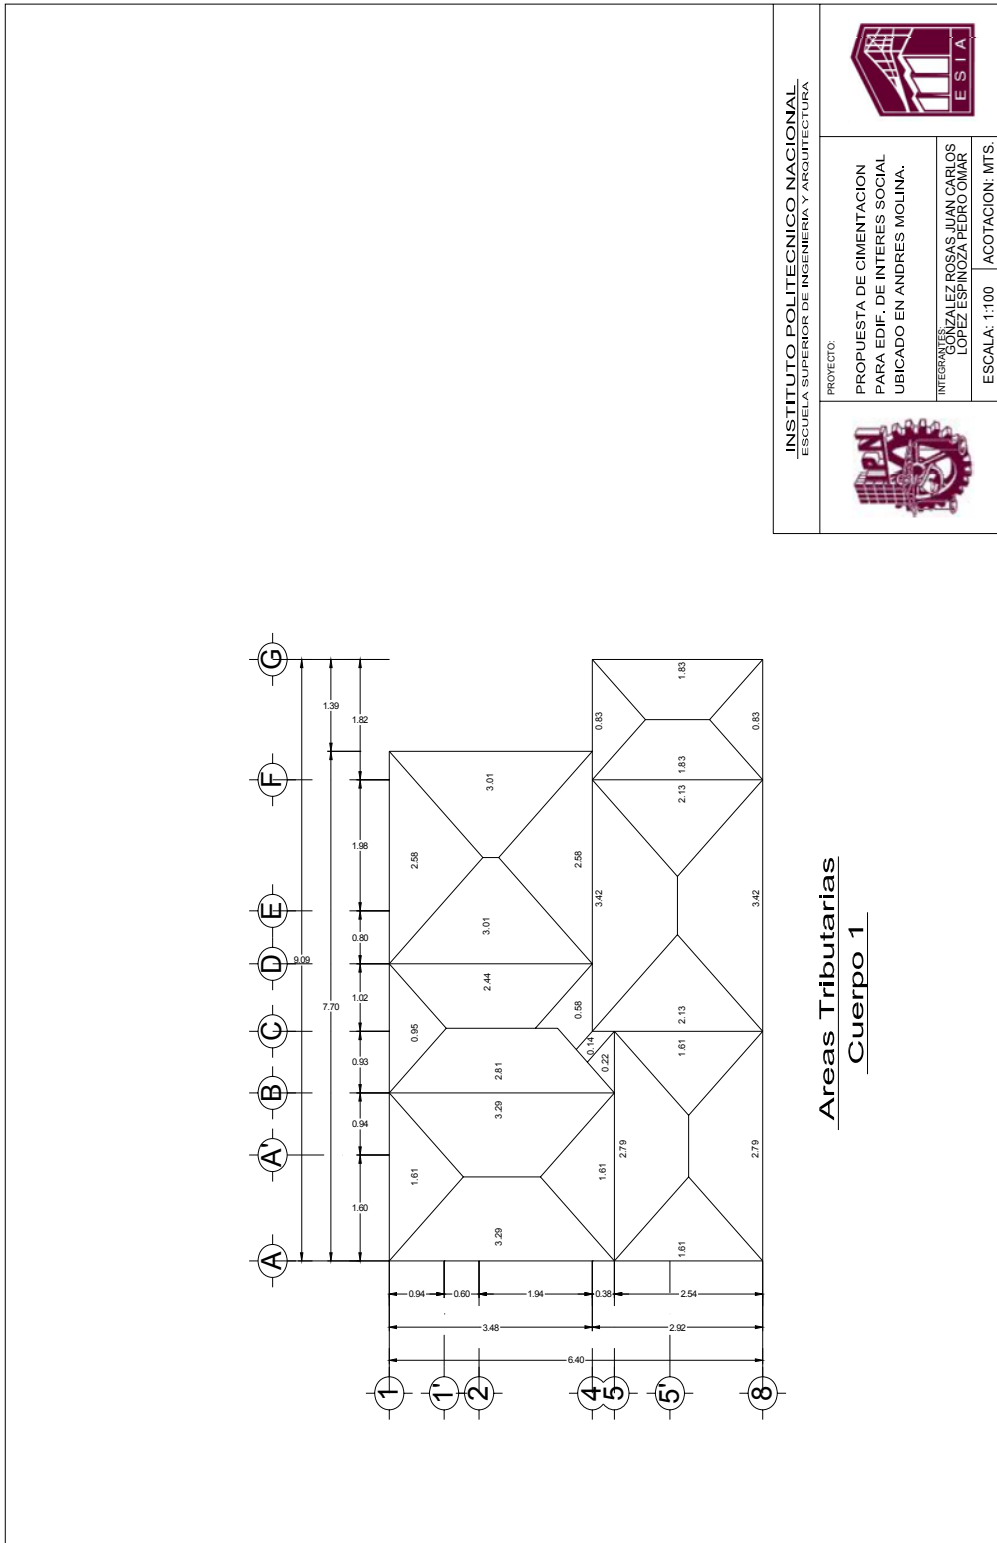 INSTITUTO POLITECNICO NACIONAL
ESCUELA SUPERIOR DE INGENIERIA Y ARQUITECTURA
IPN
PROYECTO:
PROPUESTA DE CIMENTACION
PARA EDIF. DE INTERES SOCIAL
UBICADO EN ANDRES MOLINA.
INTEGRANTES:
GONZALEZ ROSAS JUAN CARLOS
LOPEZ ESPINOZA PEDRO OMAR
ESCALA: 1:100
ACOTACION: MTS.
ESIA
A
A'
B
C
D
E
F
G
9.09
7.70
1.39
1.60
0.94
0.93
1.02
0.80
1.98
1.82
1
1'
2
4
5
5'
8
0.94
0.60
1.94
0.38
2.54
3.48
2.92
6.40
1.61
3.29
3.29
1.61
0.95
2.81
2.44
0.58
0.14
0.22
2.58
3.01
3.01
2.58
2.79
1.61
1.61
2.79
3.42
2.13
2.13
3.42
0.83
1.83
1.83
0.83
Areas Tributarias
Cuerpo 1